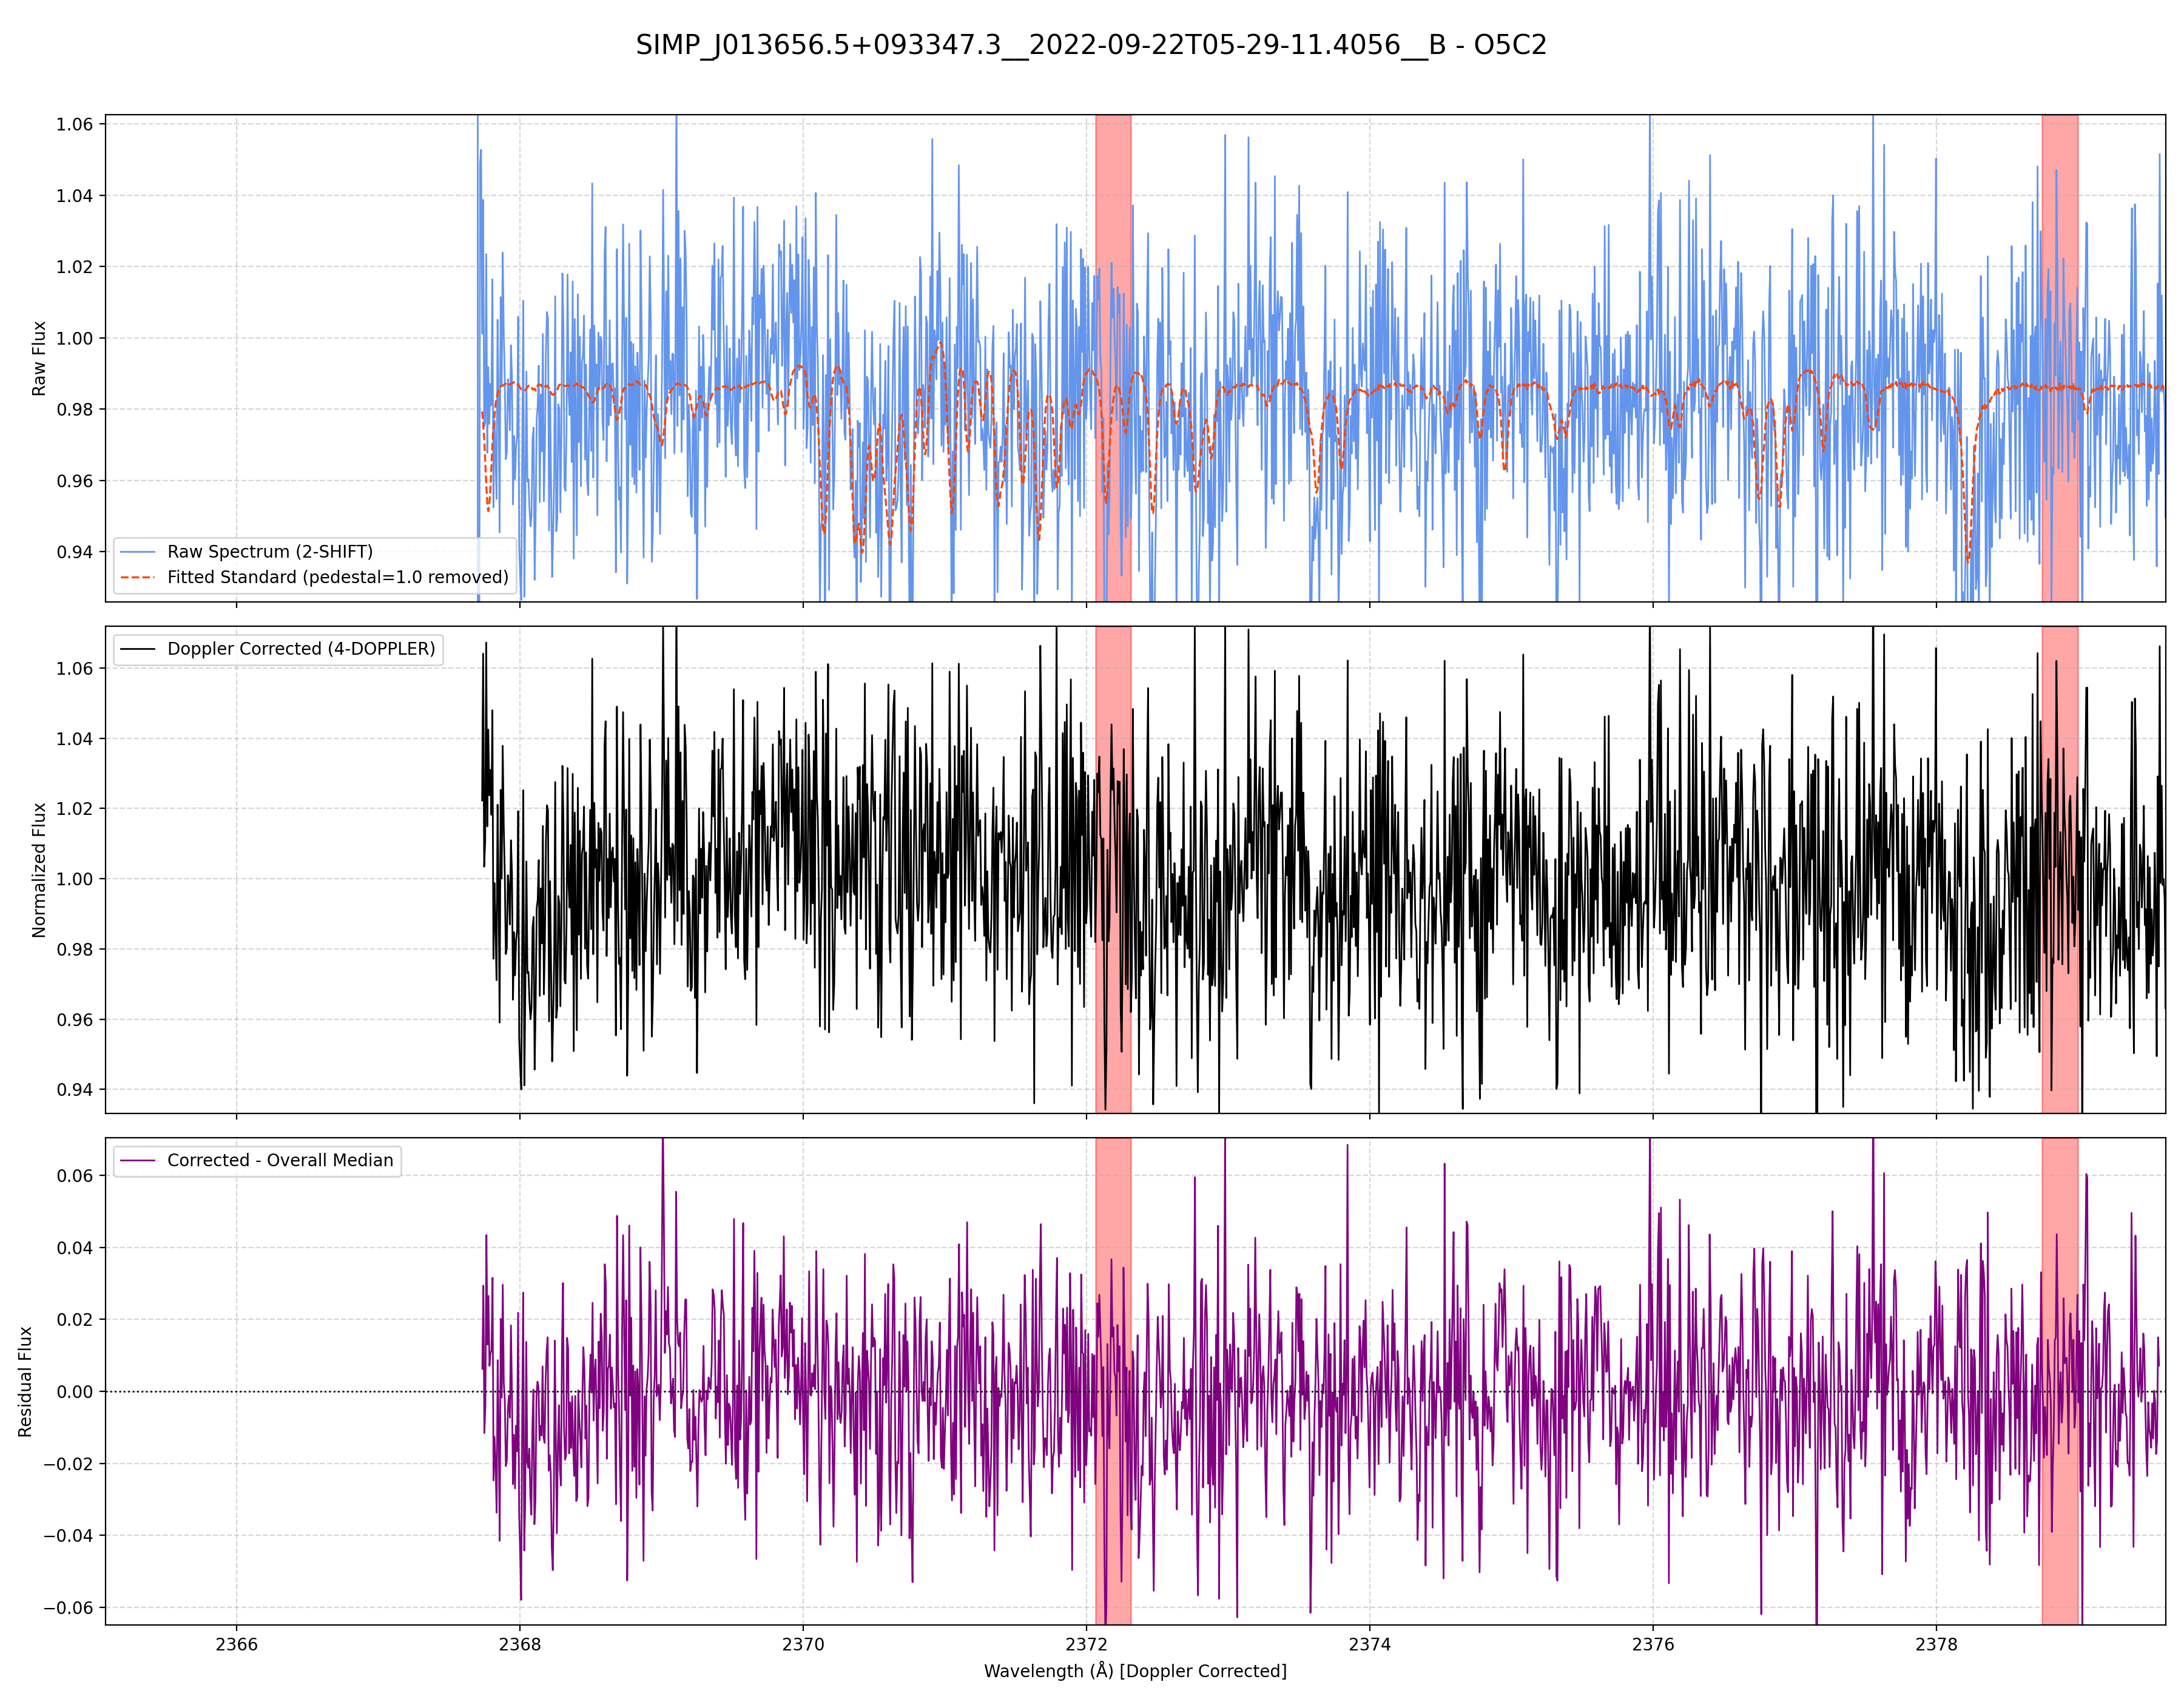 SIMP_J013656.5+093347.3__2022-09-22T05-29-11.4056__B - O5C2
1.06
1.04
1.02
1.00
0.98
0.96
0.94
Raw Flux
Raw Spectrum (2-SHIFT)
Fitted Standard (pedestal=1.0 removed)
Doppler Corrected (4-DOPPLER)
1.06
1.04
1.02
1.00
0.98
0.96
0.94
Normalized Flux
Corrected - Overall Median
0.06
0.04
0.02
0.00
−0.02
−0.04
−0.06
Residual Flux
2366 2368 2370 2372 2374 2376 2378
Wavelength (Å) [Doppler Corrected]